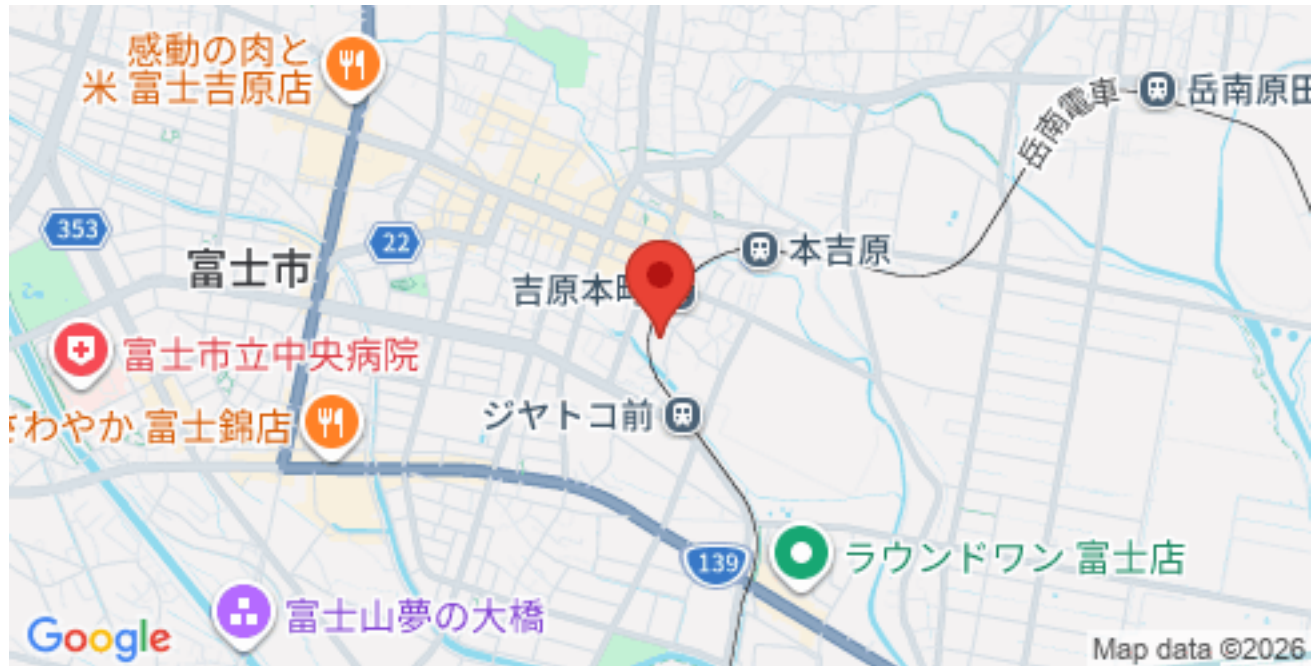 感動の肉と
米 富士吉原店
岳南原田
岳南電車
353
22
本吉原
富士市
吉原本町
富士市立中央病院
さわやか 富士錦店
ジヤトコ前
139
ラウンドワン 富士店
富士山夢の大橋
Google
Map data ©2026